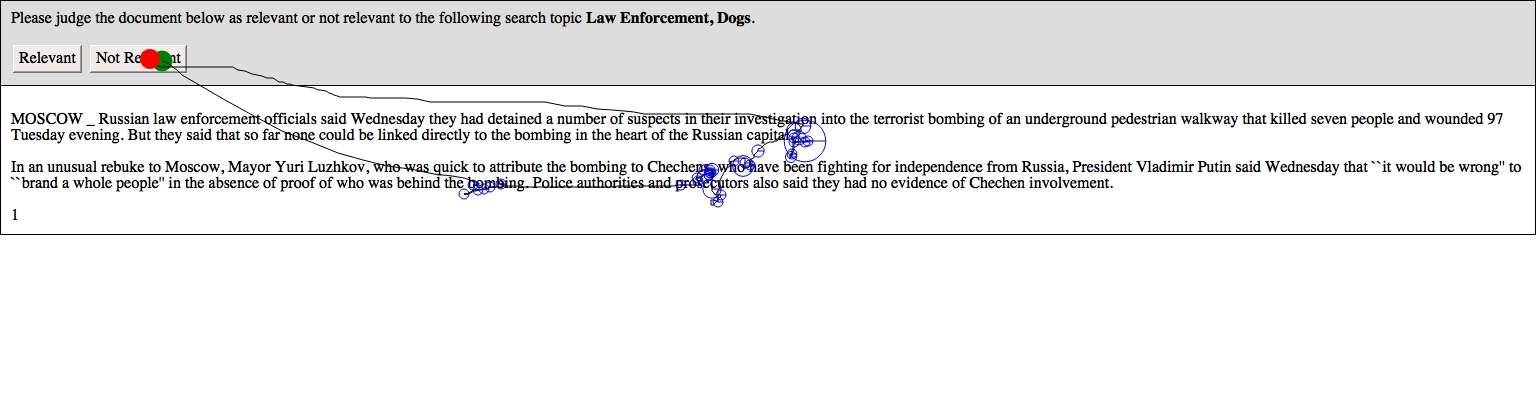 Please judge the document below as relevant or not relevant to the following search topic Law Enforcement, Dogs.
Relevant Not Relevant
MOSCOW _ Russian law enforcement officials said Wednesday they had detained a number of suspects in their investigation into the terrorist bombing of an underground pedestrian walkway that killed seven people and wounded 97
Tuesday evening. But they said that so far none could be linked directly to the bombing in the heart of the Russian capital.
In an unusual rebuke to Moscow, Mayor Yuri Luzhkov, who was quick to attribute the bombing to Chechens who have been fighting for independence from Russia, President Vladimir Putin said Wednesday that ``it would be wrong'' to
``brand a whole people'' in the absence of proof of who was behind the bombing. Police authorities and prosecutors also said they had no evidence of Chechen involvement.
1